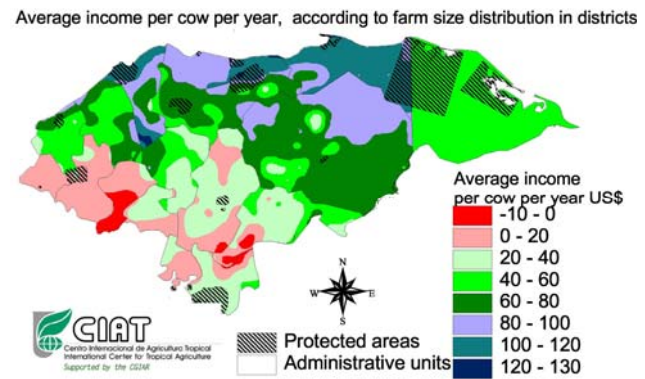 Average income per cow per year, according to farm size distribution in districts
Average income
per cow per year US$
-10 - 0
0 - 20
20 - 40
40 - 60
60 - 80
80 - 100
100 - 120
120 - 130
N
W E
S
CIAT
Centro Internacional de Agricultura Tropical
International Center for Tropical Agriculture
Supported by the CGIAR
Protected areas
Administrative units